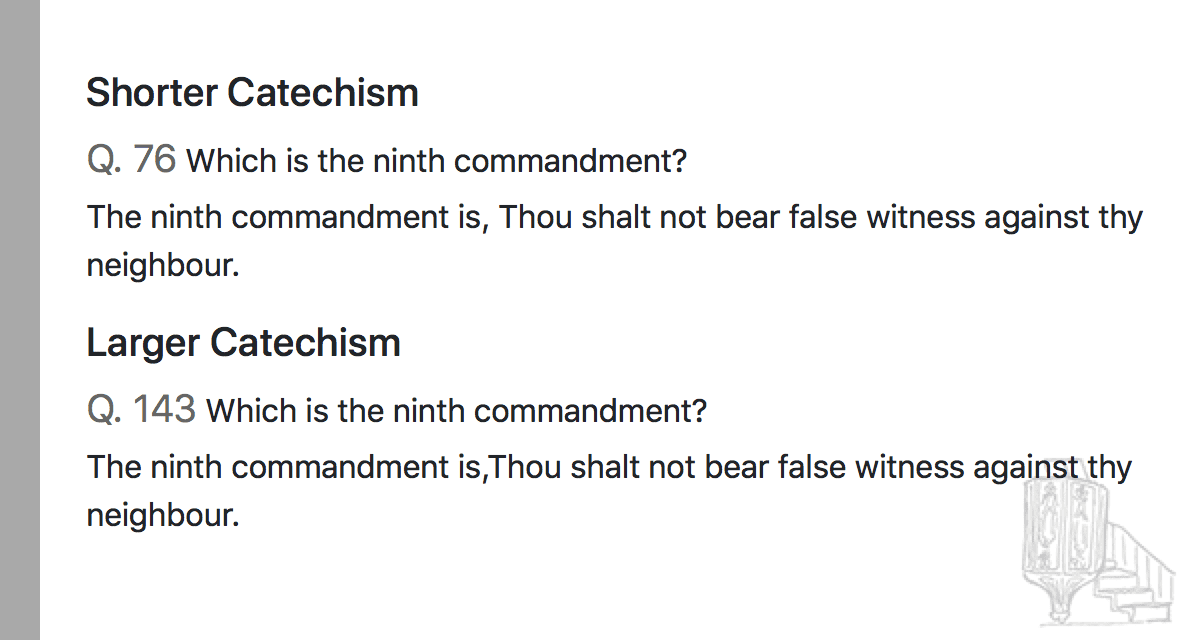 Shorter Catechism
Q. 76 Which is the ninth commandment?
The ninth commandment is, Thou shalt not bear false witness against thy
neighbour.
Larger Catechism
Q. 143 Which is the ninth commandment?
The ninth commandment is,Thou shalt not bear false witness against thy
neighbour.